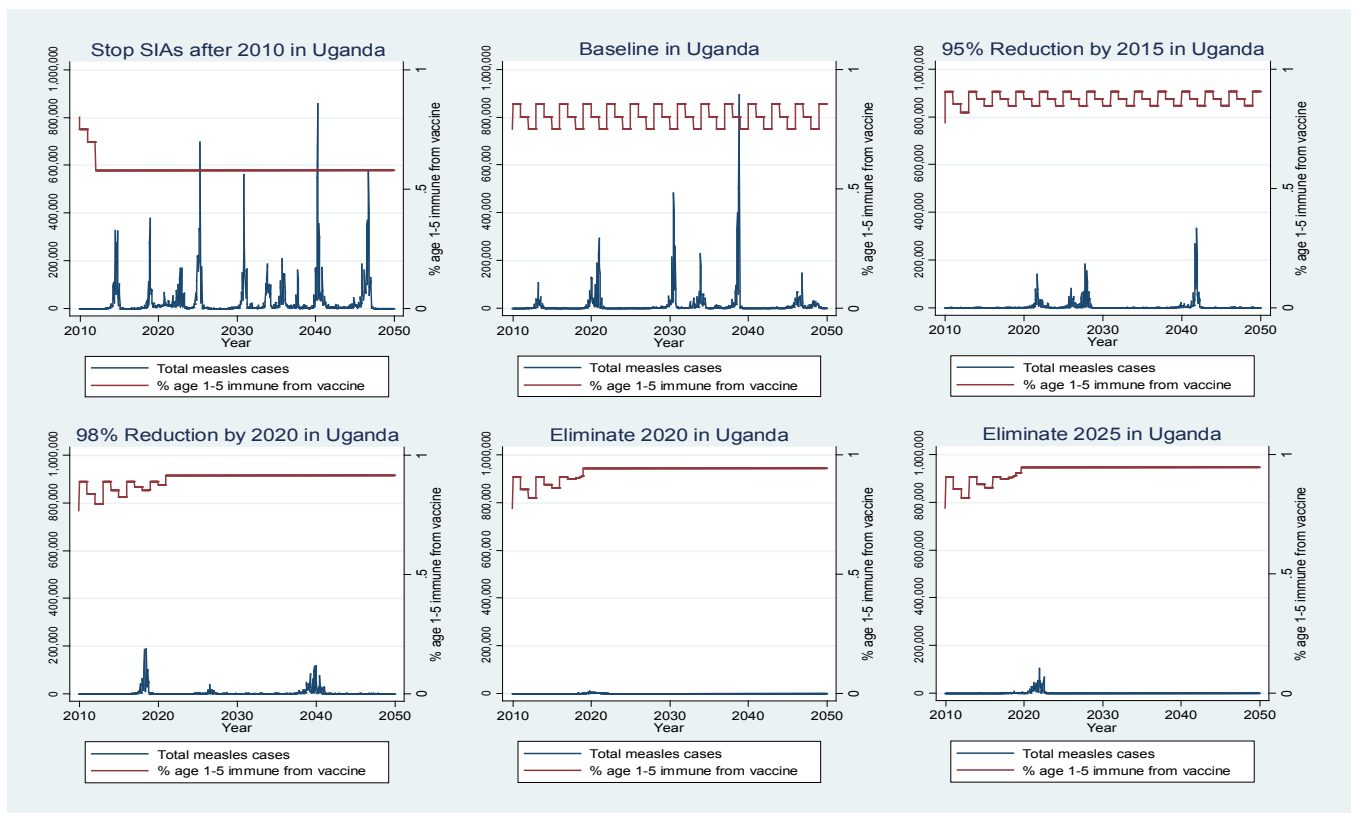 Stop SIAs after 2010 in Uganda
1,000,000
800,000
600,000
400,000
200,000
0
1
.5
0
% age 1-5 immune from vaccine
2010 2020 2030 2040 2050
Year
Total measles cases
% age 1-5 immune from vaccine
Baseline in Uganda
1,000,000
800,000
600,000
400,000
200,000
0
1
.5
0
% age 1-5 immune from vaccine
2010 2020 2030 2040 2050
Year
Total measles cases
% age 1-5 immune from vaccine
95% Reduction by 2015 in Uganda
1,000,000
800,000
600,000
400,000
200,000
0
1
.5
0
% age 1-5 immune from vaccine
2010 2020 2030 2040 2050
Year
Total measles cases
% age 1-5 immune from vaccine
98% Reduction by 2020 in Uganda
1,000,000
800,000
600,000
400,000
200,000
0
1
.5
0
% age 1-5 immune from vaccine
2010 2020 2030 2040 2050
Year
Total measles cases
% age 1-5 immune from vaccine
Eliminate 2020 in Uganda
1,000,000
800,000
600,000
400,000
200,000
0
1
.5
0
% age 1-5 immune from vaccine
2010 2020 2030 2040 2050
Year
Total measles cases
% age 1-5 immune from vaccine
Eliminate 2025 in Uganda
1,000,000
800,000
600,000
400,000
200,000
0
1
.5
0
% age 1-5 immune from vaccine
2010 2020 2030 2040 2050
Year
Total measles cases
% age 1-5 immune from vaccine